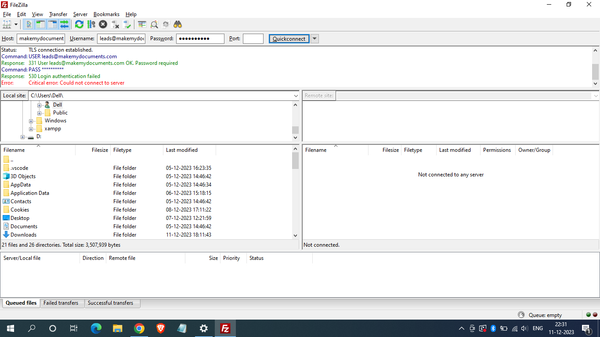 FileZilla
File Edit View Transfer Server Bookmarks Help
Host: makemydocument Username: leads@makemydo Password: •••••••••• Port: Quickconnect
Status: TLS connection established.
Command: USER leads@makemydocuments.com
Response: 331 User leads@makemydocuments.com OK. Password required
Command: PASS **********
Response: 530 Login authentication failed
Error: Critical error: Could not connect to server
Local site: C:\Users\Dell\ Remote site:
Dell
Public
Windows
xampp
D:
Filename Filesize Filetype Last modified
..
.vscode File folder 05-12-2023 16:23:35
3D Objects File folder 05-12-2023 14:46:42
AppData File folder 05-12-2023 14:46:34
Application Data File folder 06-12-2023 15:18:15
Contacts File folder 05-12-2023 14:46:42
Cookies File folder 08-12-2023 17:11:22
Desktop File folder 07-12-2023 12:21:59
Documents File folder 05-12-2023 14:46:42
Downloads File folder 11-12-2023 18:11:43
21 files and 26 directories. Total size: 3,507,939 bytes
Filename Filesize Filetype Last modified Permissions Owner/Group
Not connected to any server
Not connected.
Server/Local file Direction Remote file Size Priority Status
Queued files Failed transfers Successful transfers
Queue: empty
ENG 22:31
11-12-2023